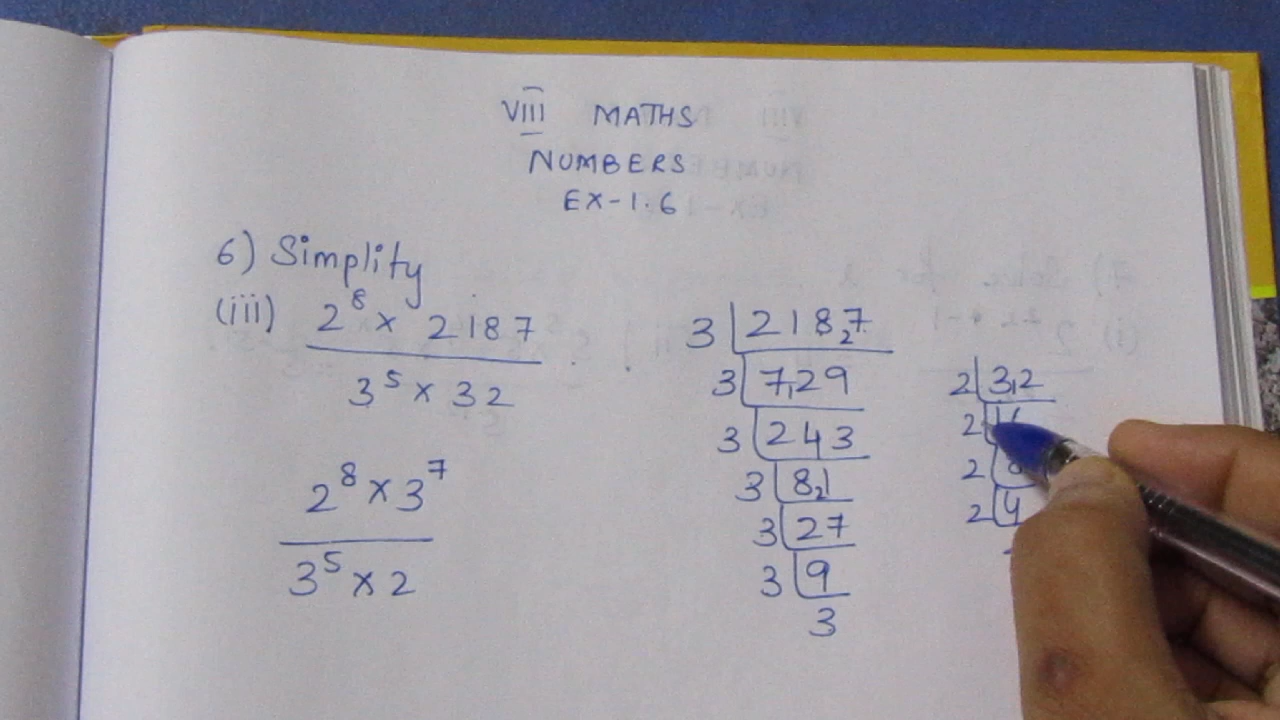 VIII MATHS
NUMBERS
EX-1.6
6) Simplity
(iii) 2⁸ × 2187
3⁵ × 32
2⁸ × 3⁷
3⁵ × 2
3 | 2187
3 | 729
3 | 243
3 | 81
3 | 27
3 | 9
3
2 | 32
2 | 16
2 | 8
2 | 4